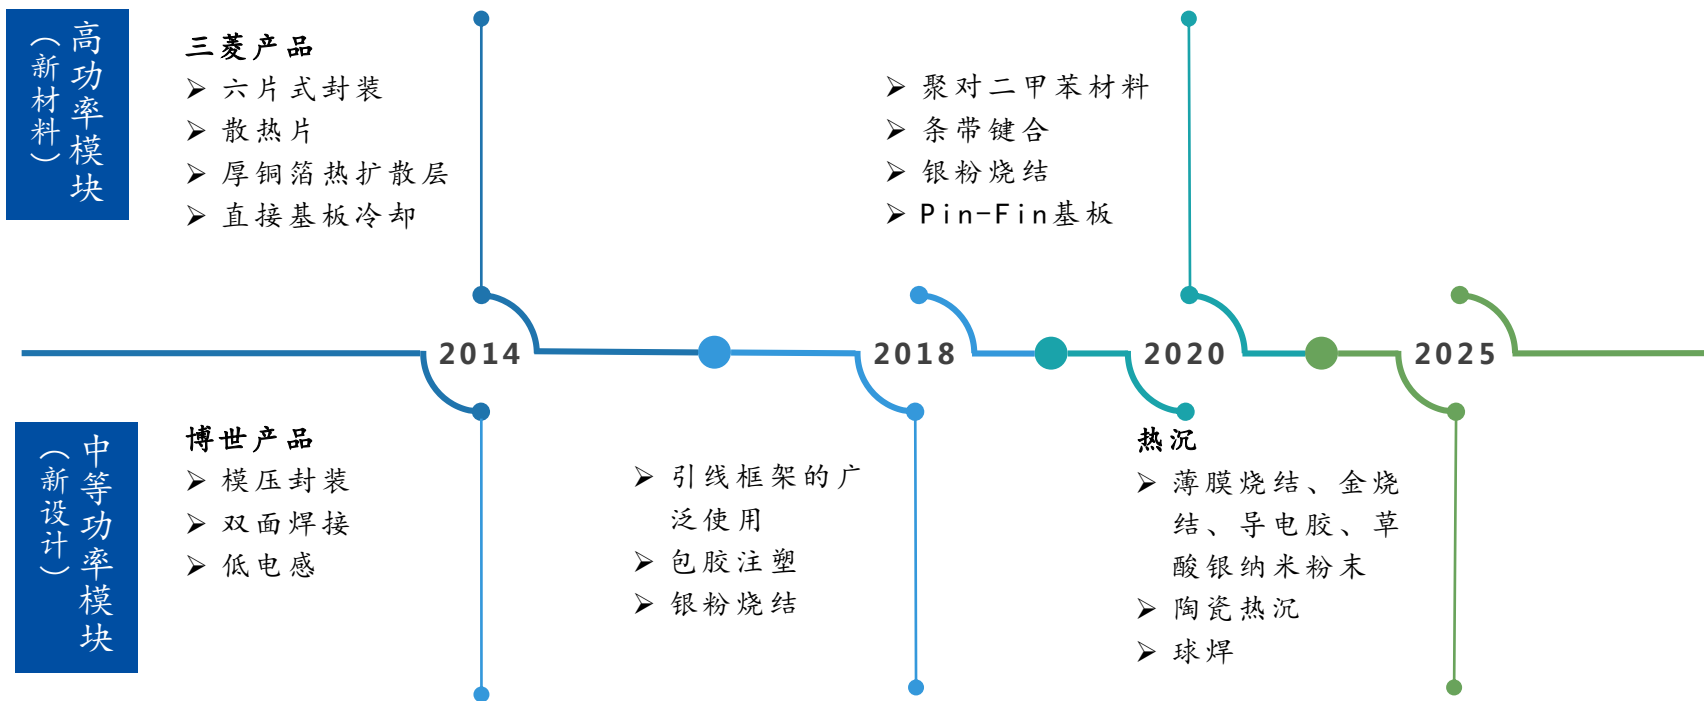 高功率模块
（新材料）
三菱产品
➢ 六片式封装
➢ 散热片
➢ 厚铜箔热扩散层
➢ 直接基板冷却
➢ 聚对二甲苯材料
➢ 条带键合
➢ 银粉烧结
➢ Pin-Fin基板
2014
2018
2020
2025
中等功率模块
（新设计）
博世产品
➢ 模压封装
➢ 双面焊接
➢ 低电感
➢ 引线框架的广
泛使用
➢ 包胶注塑
➢ 银粉烧结
热沉
➢ 薄膜烧结、金烧
结、导电胶、草
酸银纳米粉末
➢ 陶瓷热沉
➢ 球焊